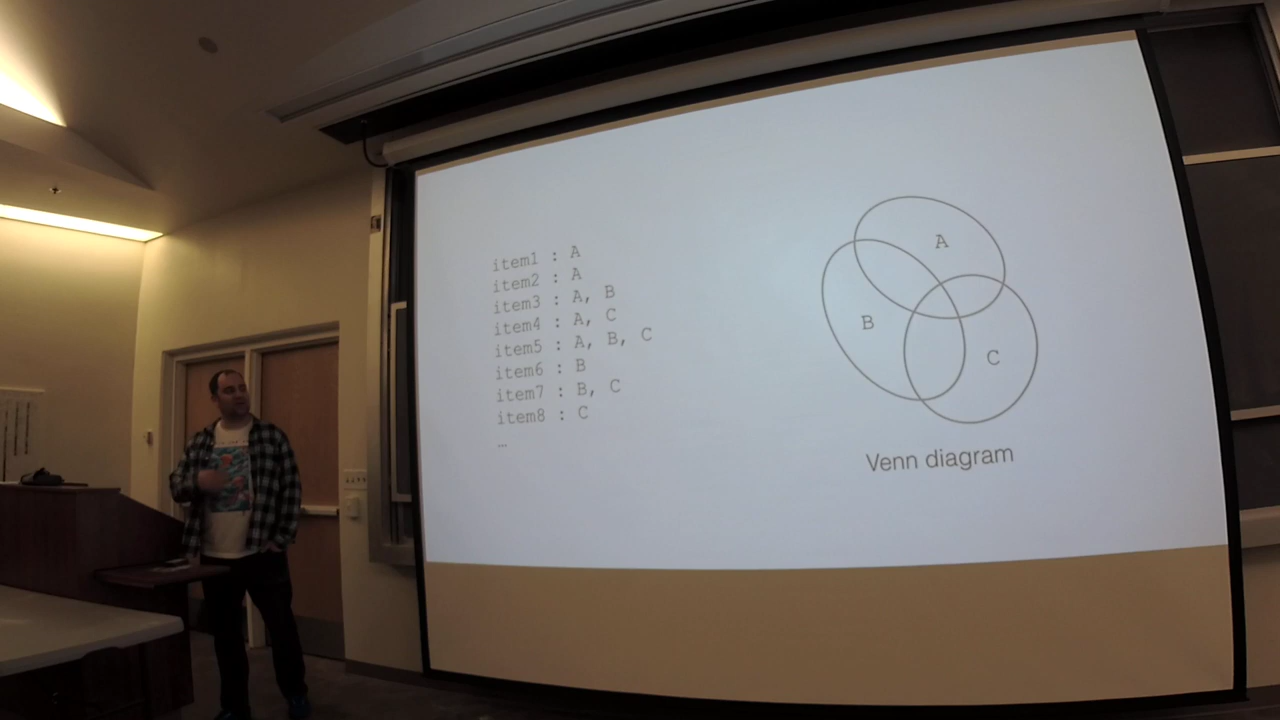 item1 : A
item2 : A
item3 : A, B
item4 : A, C
item5 : A, B, C
item6 : B
item7 : B, C
item8 : C
…
A
B
C
Venn diagram